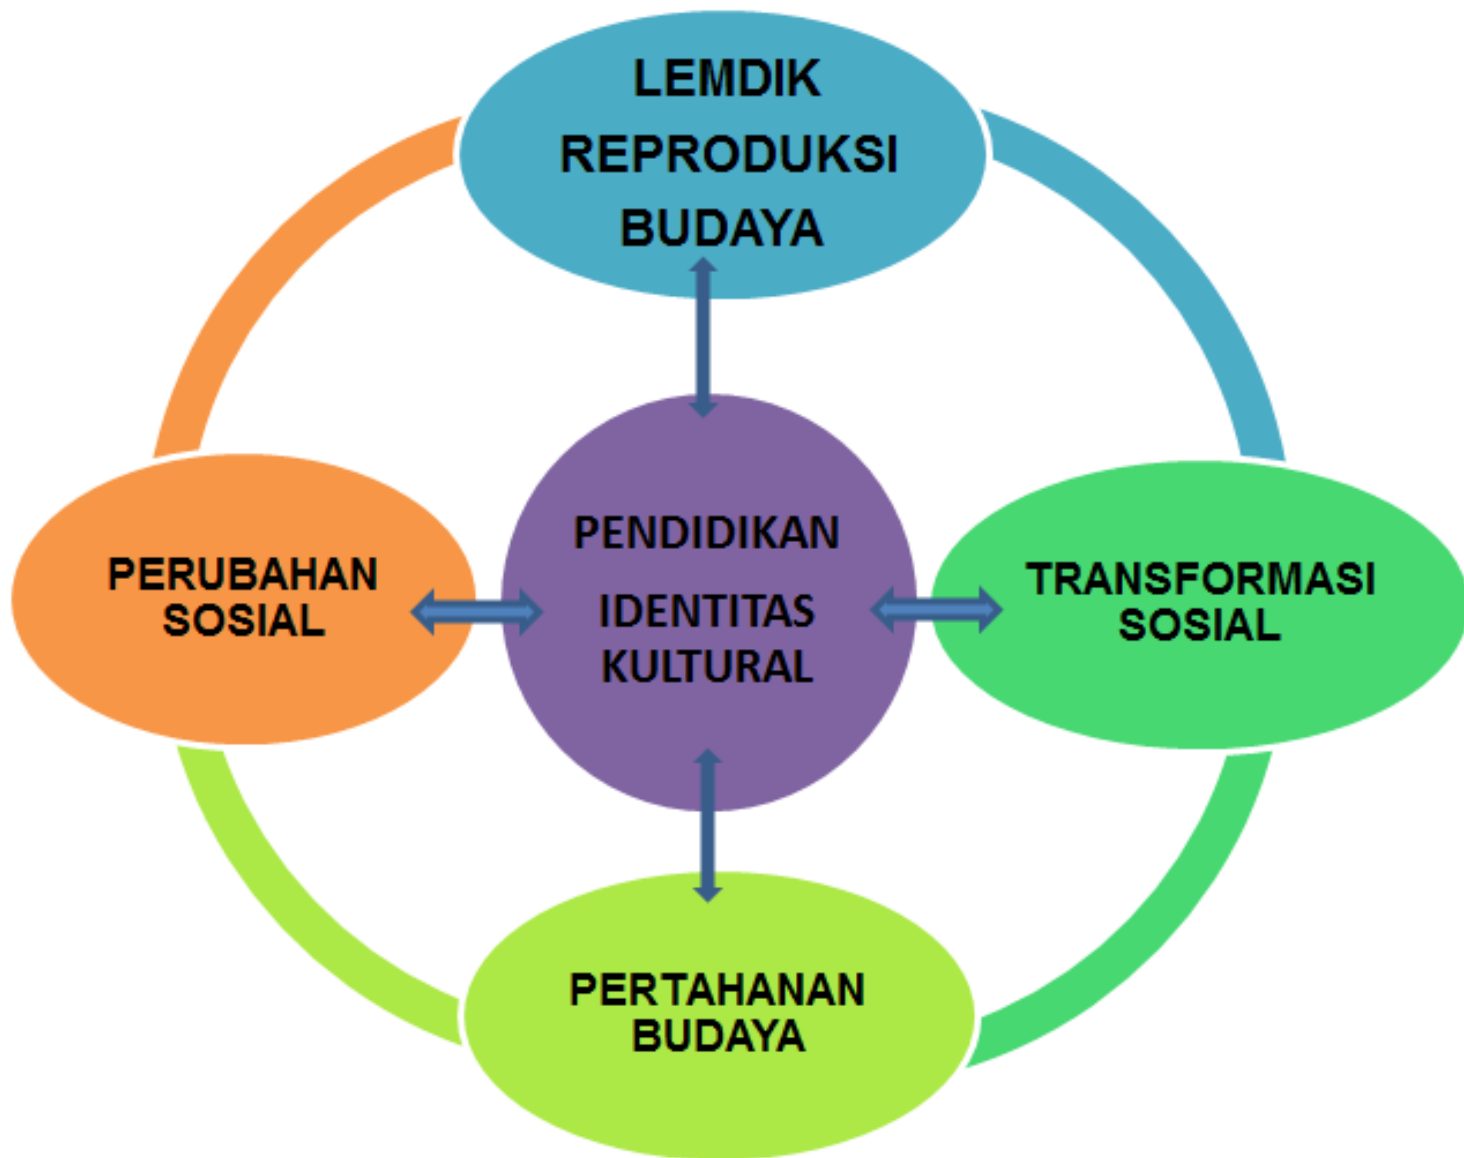 LEMDIK
REPRODUKSI
BUDAYA
PERUBAHAN
SOSIAL
PENDIDIKAN
IDENTITAS
KULTURAL
TRANSFORMASI
SOSIAL
PERTAHANAN
BUDAYA